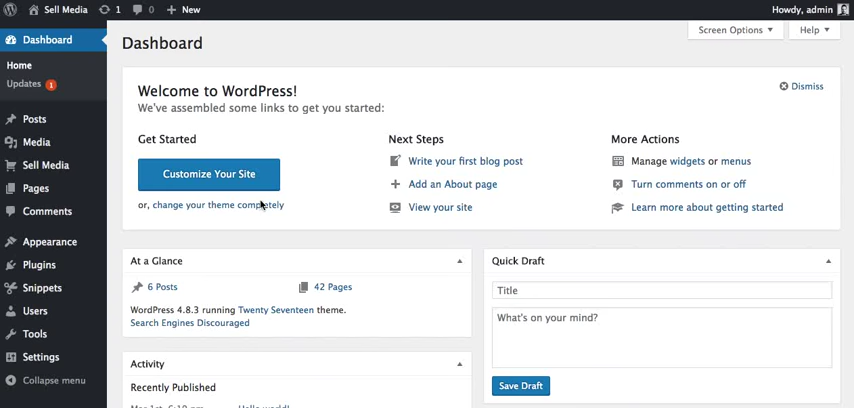 Sell Media 1 0 + New Howdy, admin
Dashboard
Home
Updates 1
Posts
Media
Sell Media
Pages
Comments
Appearance
Plugins
Snippets
Users
Tools
Settings
Collapse menu
Screen Options ▼ Help ▼
Dashboard
Welcome to WordPress!
We've assembled some links to get you started:
Dismiss
Get Started
Customize Your Site
or, change your theme completely
Next Steps
Write your first blog post
Add an About page
View your site
More Actions
Manage widgets or menus
Turn comments on or off
Learn more about getting started
At a Glance
6 Posts 42 Pages
WordPress 4.8.3 running Twenty Seventeen theme.
Search Engines Discouraged
Activity
Recently Published
Quick Draft
Title
What's on your mind?
Save Draft